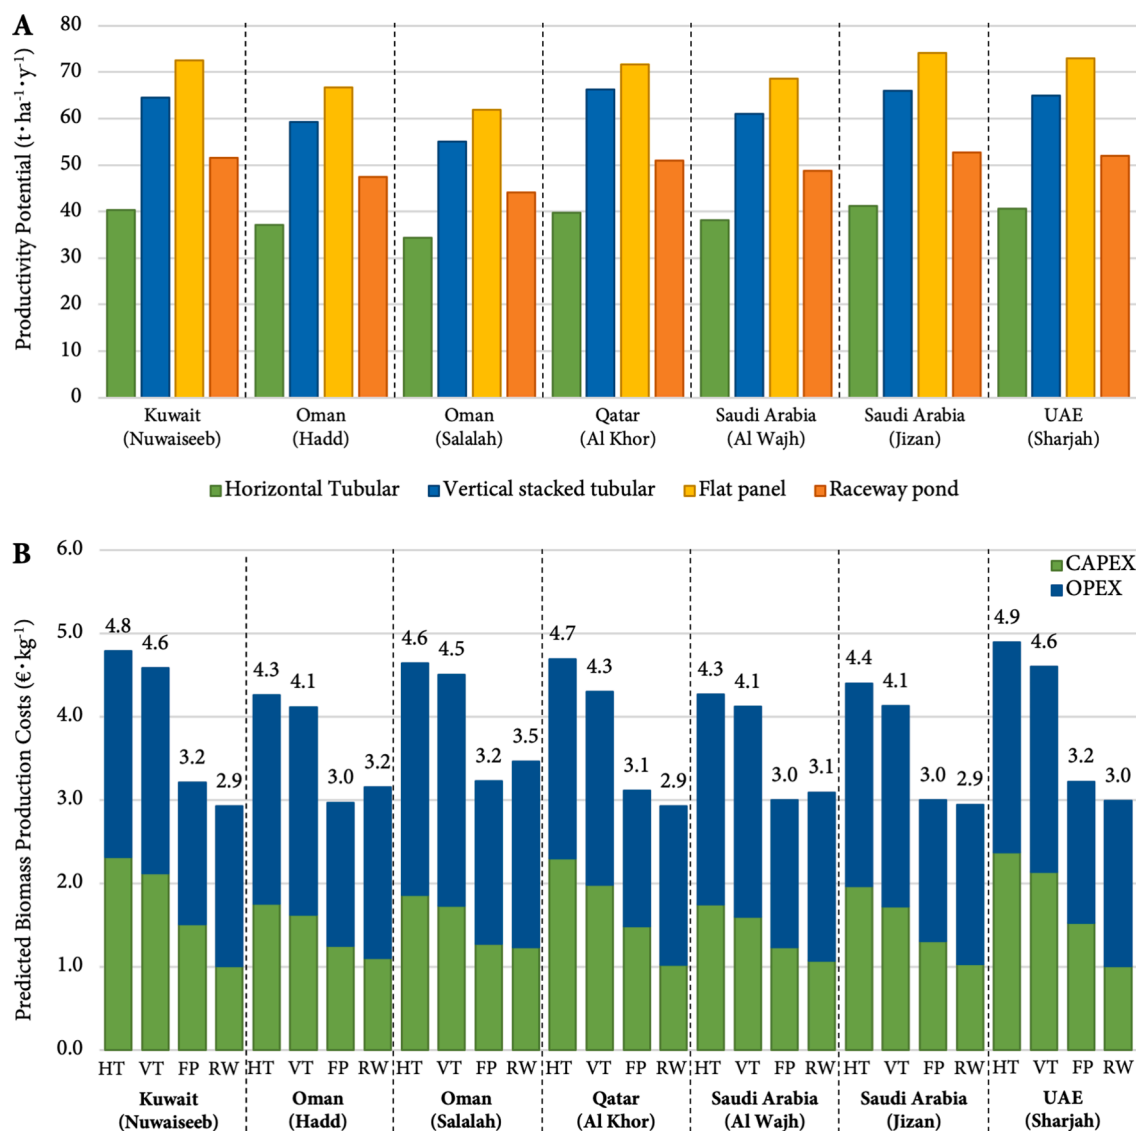 A
Productivity Potential (t·ha⁻¹·y⁻¹)
80
70
60
50
40
30
20
10
0
Kuwait
(Nuwaiseeb)
Oman
(Hadd)
Oman
(Salalah)
Qatar
(Al Khor)
Saudi Arabia
(Al Wajh)
Saudi Arabia
(Jizan)
UAE
(Sharjah)
Horizontal Tubular Vertical stacked tubular Flat panel Raceway pond
B
Predicted Biomass Production Costs (€·kg⁻¹)
6.0
5.0
4.0
3.0
2.0
1.0
0.0
CAPEX
OPEX
4.8 4.6 3.2 2.9
4.3 4.1 3.0 3.2
4.6 4.5 3.2 3.5
4.7 4.3 3.1 2.9
4.3 4.1 3.0 3.1
4.4 4.1 3.0 2.9
4.9 4.6 3.2 3.0
HT VT FP RW HT VT FP RW HT VT FP RW HT VT FP RW HT VT FP RW HT VT FP RW HT VT FP RW
Kuwait
(Nuwaiseeb)
Oman
(Hadd)
Oman
(Salalah)
Qatar
(Al Khor)
Saudi Arabia
(Al Wajh)
Saudi Arabia
(Jizan)
UAE
(Sharjah)